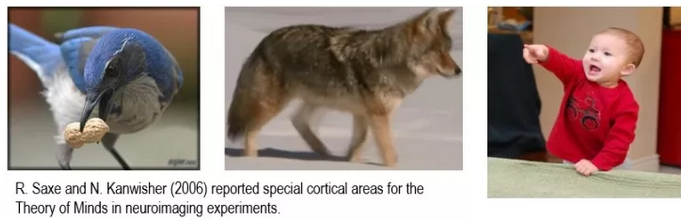 R. Saxe and N. Kanwisher (2006) reported special cortical areas for the
Theory of Minds in neuroimaging experiments.